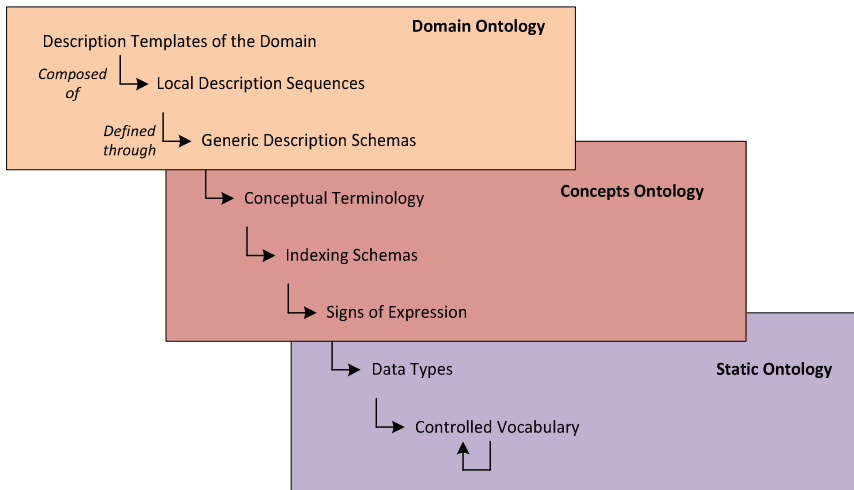 Domain Ontology
Description Templates of the Domain
Composed
of
Local Description Sequences
Defined
through
Generic Description Schemas
Concepts Ontology
Conceptual Terminology
Indexing Schemas
Signs of Expression
Static Ontology
Data Types
Controlled Vocabulary